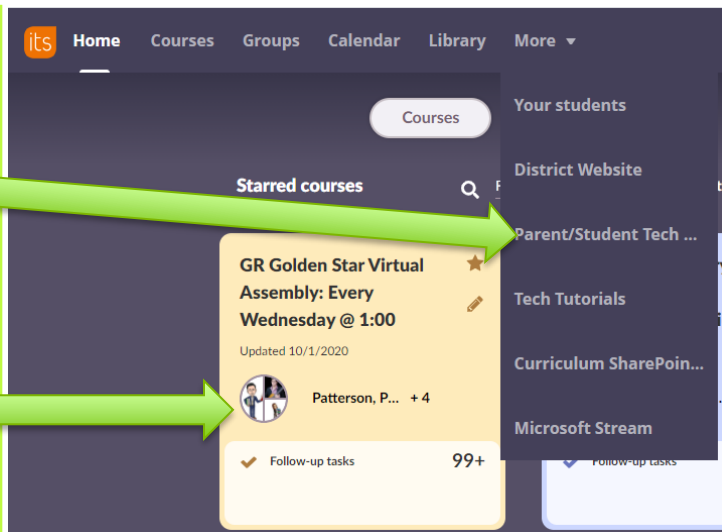 its Home Courses Groups Calendar Library More
Courses
Your students
District Website
Parent/Student Tech ...
Tech Tutorials
Curriculum SharePoin...
Microsoft Stream
Starred courses
GR Golden Star Virtual
Assembly: Every
Wednesday @ 1:00
Updated 10/1/2020
Patterson, P... + 4
Follow-up tasks 99+
Follow-up tasks